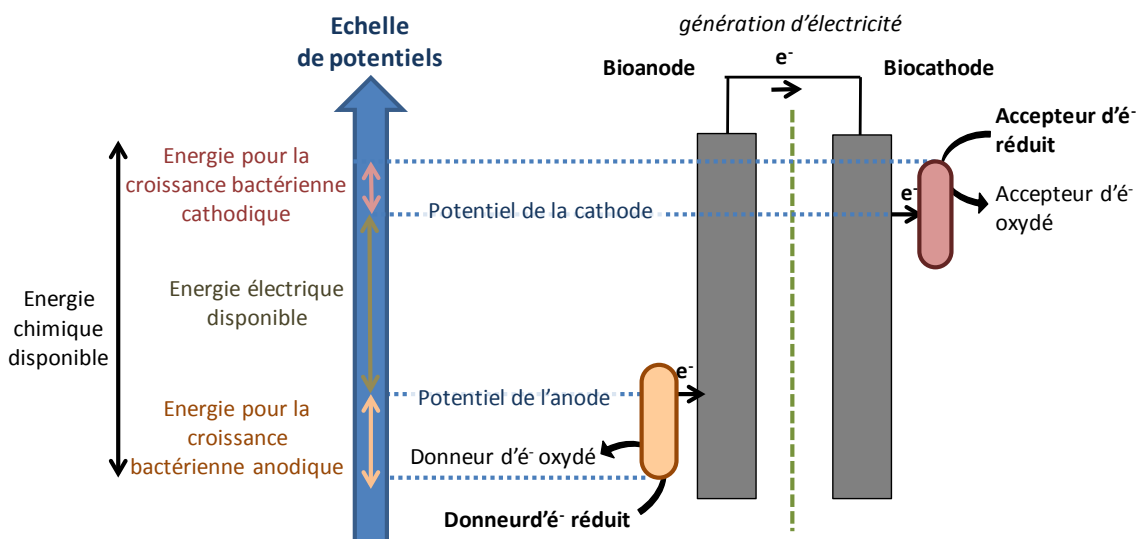 Echelle
de potentiels
génération d'électricité
e-
Bioanode
Biocathode
Accepteur d'é-
réduit
Energie pour la
croissance bactérienne
cathodique
Potentiel de la cathode
e-
Accepteur d'é-
oxydé
Energie
chimique
disponible
Energie électrique
disponible
e-
Potentiel de l'anode
Energie pour la
croissance
bactérienne anodique
Donneur d'é- oxydé
Donneurd'é- réduit